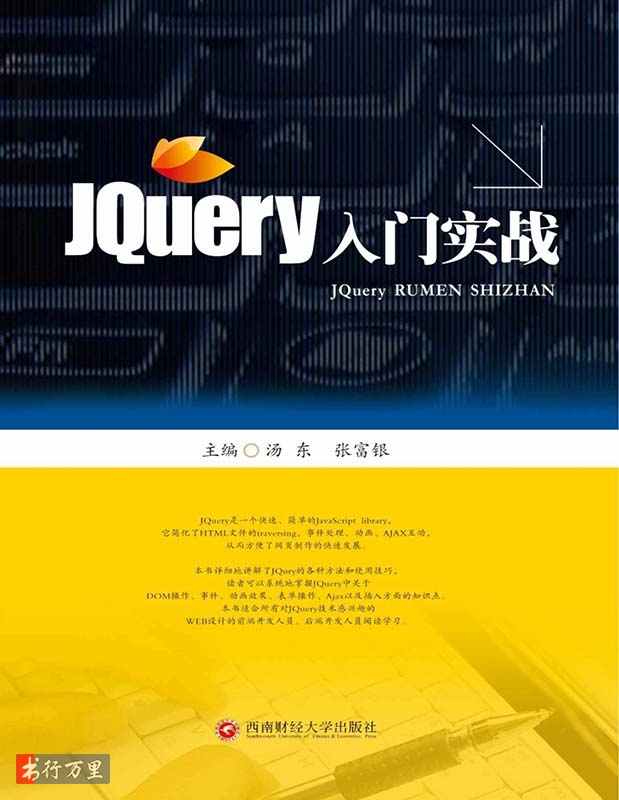 JQuery 入门实战
JQuery RUMEN SHIZHAN
主编 汤 东 张富银
JQuery是一个快速、简单的JavaScript library,
它简化了HTML文件的traversing、事件处理、动画、AJAX互动,
从而方便了网页制作的快速发展。
本书详细地讲解了JQury的各种方法和使用技巧,
读者可以系统地掌握JQuery中关于
DOM操作、事件、动画效果、表单操作、Ajax以及插入方面的知识点。
本书适合所有对JQuery技术感兴趣的
WEB设计的前端开发人员、后端开发人员阅读学习。
西南财经大学出版社
Southwestern University of Finance & Economics Press
书行万里